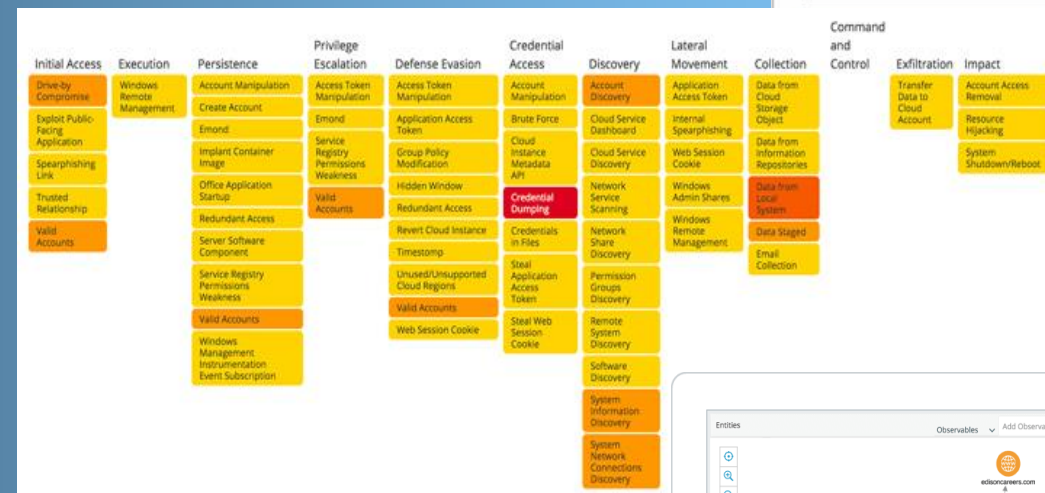 Initial Access
Drive-by
Compromise
Exploit Public-
Facing
Application
Spearphishing
Link
Trusted
Relationship
Valid
Accounts
Execution
Windows
Remote
Management
Persistence
Account Manipulation
Create Account
Emond
Implant Container
Image
Office Application
Startup
Redundant Access
Server Software
Component
Service Registry
Permissions
Weakness
Valid Accounts
Windows
Management
Instrumentation
Event Subscription
Privilege
Escalation
Access Token
Manipulation
Emond
Service
Registry
Permissions
Weakness
Valid
Accounts
Defense Evasion
Access Token
Manipulation
Application Access
Token
Group Policy
Modification
Hidden Window
Redundant Access
Revert Cloud Instance
Timestomp
Unused/Unsupported
Cloud Regions
Valid Accounts
Web Session Cookie
Credential
Access
Account
Manipulation
Brute Force
Cloud
Instance
Metadata
API
Credential
Dumping
Credentials
in Files
Steal
Application
Access
Token
Steal Web
Session
Cookie
Discovery
Account
Discovery
Cloud Service
Dashboard
Cloud Service
Discovery
Network
Service
Scanning
Network
Share
Discovery
Permission
Groups
Discovery
Remote
System
Discovery
Software
Discovery
System
Information
Discovery
System
Network
Connections
Discovery
Lateral
Movement
Application
Access Token
Internal
Spearphishing
Web Session
Cookie
Windows
Admin Shares
Windows
Remote
Management
Collection
Data from
Cloud
Storage
Object
Data from
Information
Repositories
Data from
Local
System
Data Staged
Email
Collection
Command
and
Control
Exfiltration
Transfer
Data to
Cloud
Account
Impact
Account Access
Removal
Resource
Hijacking
System
Shutdown/Reboot
Entities
Observables
Add Observa
www
edisoncareers.com